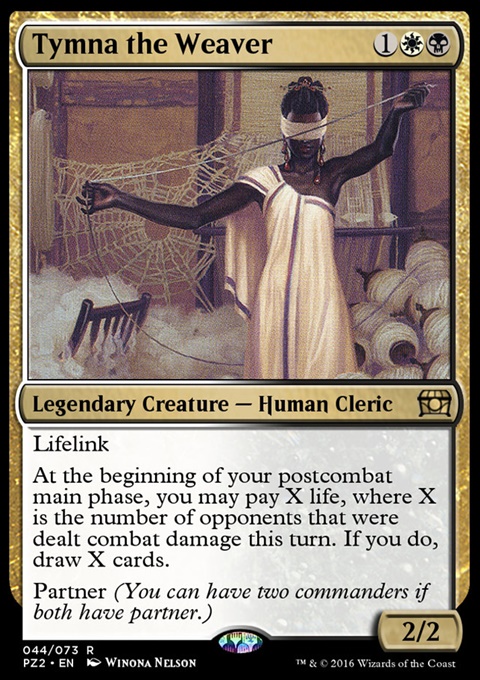 Tymna the Weaver 1
Legendary Creature — Human Cleric
Lifelink
At the beginning of your postcombat
main phase, you may pay X life, where X
is the number of opponents that were
dealt combat damage this turn. If you do,
draw X cards.
Partner (You can have two commanders if
both have partner.)
2/2
044/073 R
PZ2 • EN Winona Nelson ™ & © 2016 Wizards of the Coast